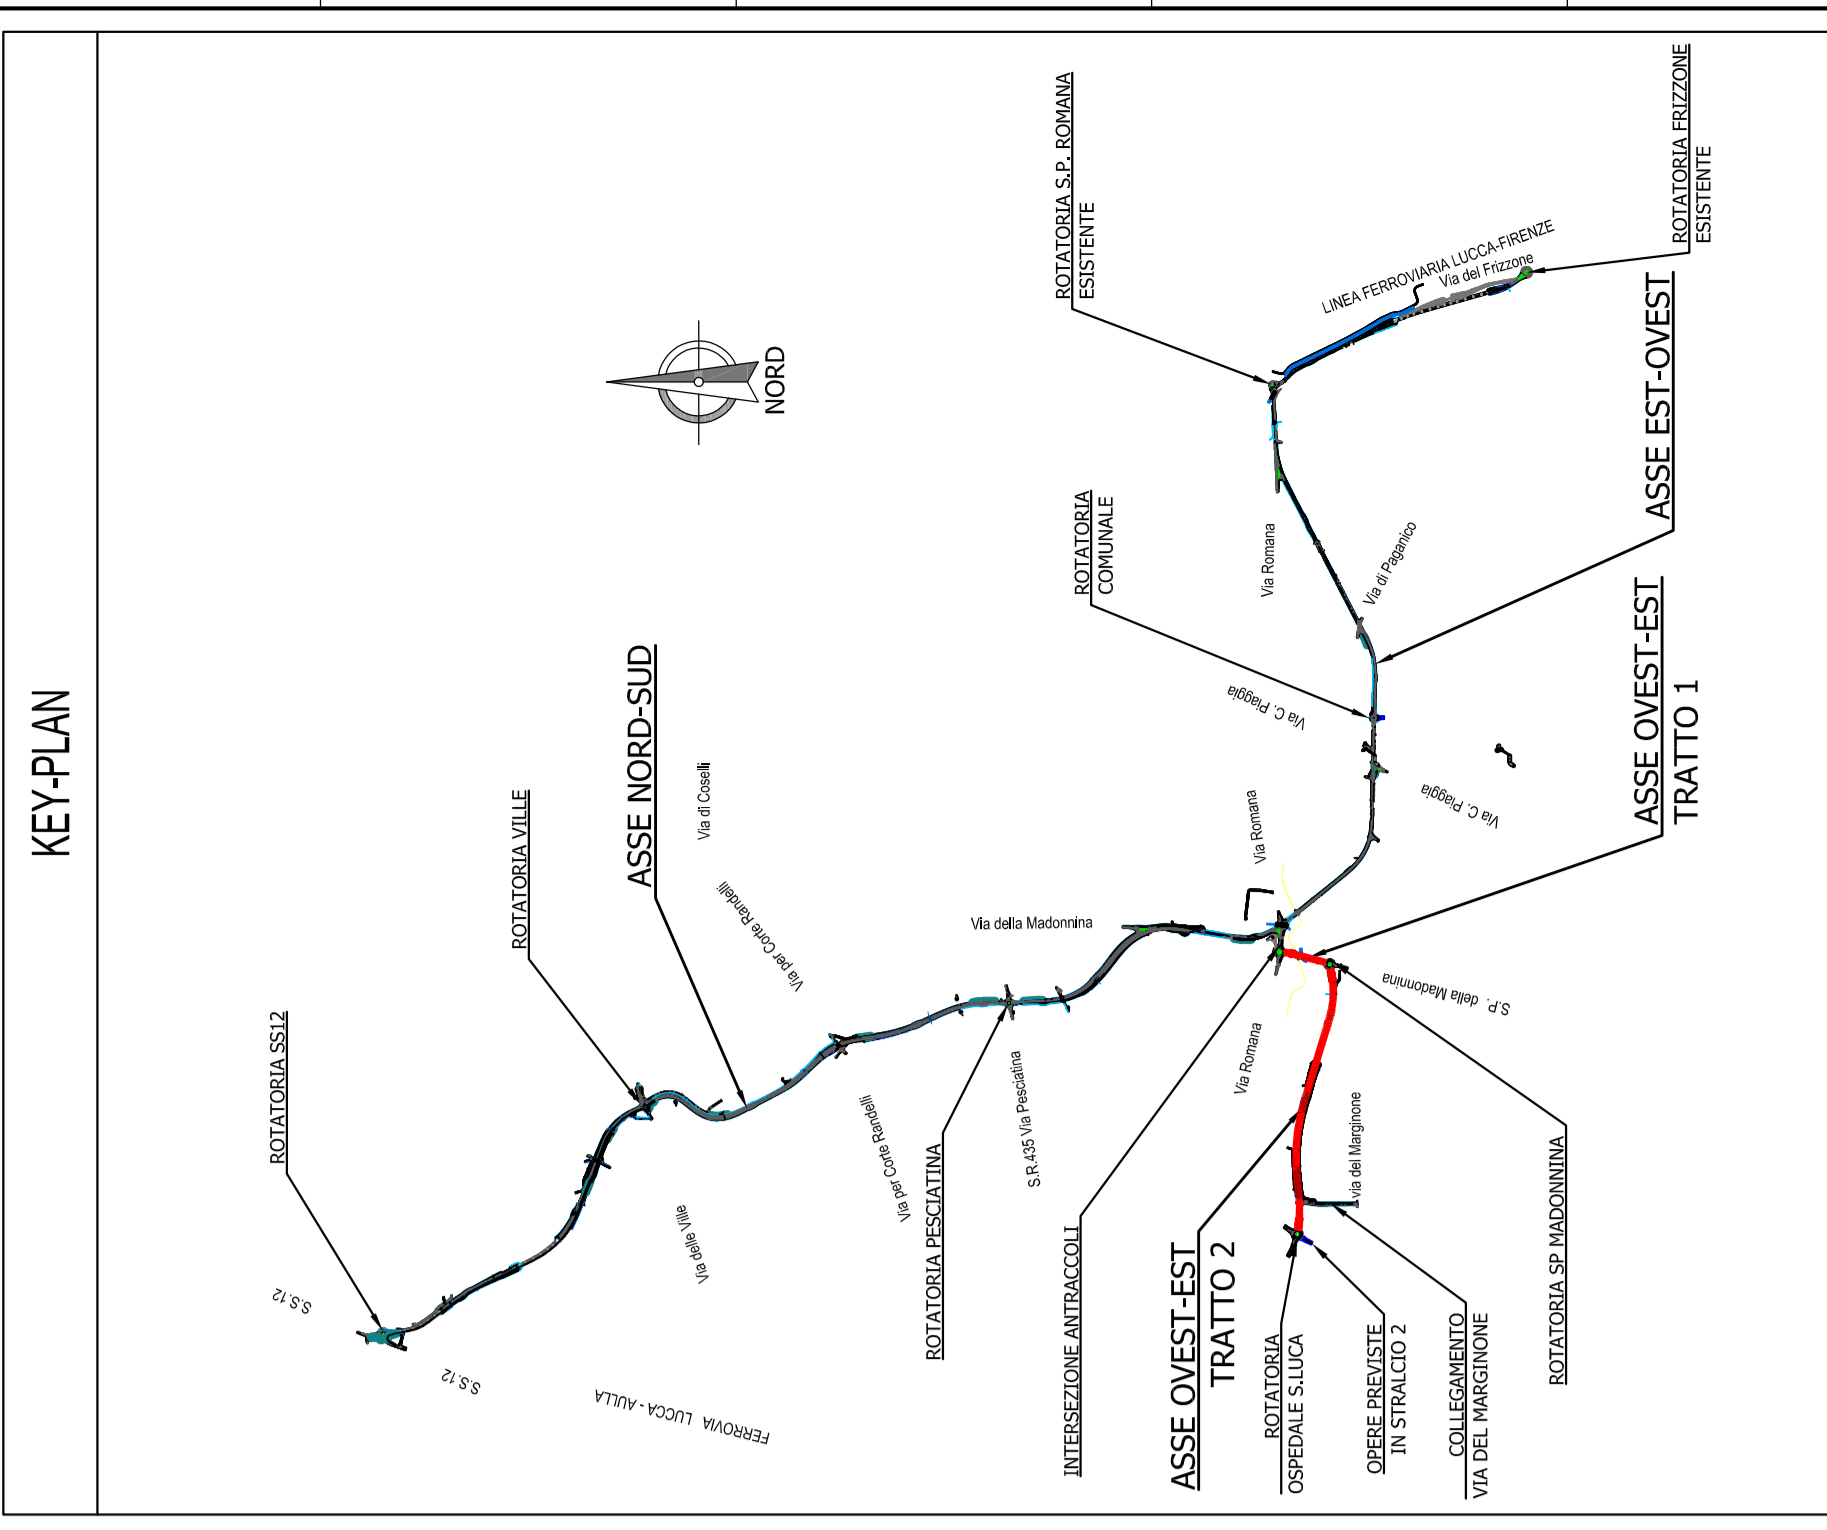 KEY-PLAN
ROTATORIA SS12
S.S.12
S.S.12
FERROVIA LUCCA - AULLA
ROTATORIA VILLE
Via delle Ville
ASSE NORD-SUD
Via di Coselli
Via per Corte Randelli
Via per Corte Randelli
NORD
ROTATORIA PESCIATINA
S.R.435 Via Pesciatina
Via della Madonnina
INTERSEZIONE ANTRACCOLI
ROTATORIA S.P. ROMANA
ESISTENTE
ROTATORIA
COMUNALE
Via Romana
Via Romana
Via Romana
Via C. Piaggia
Via C. Piaggia
Via di Paganico
LINEA FERROVIARIA LUCCA-FIRENZE
Via del Frizzone
ROTATORIA FRIZZONE
ESISTENTE
ASSE EST-OVEST
ASSE OVEST-EST
TRATTO 1
S.P. della Madonnina
via del Marginone
ASSE OVEST-EST
TRATTO 2
ROTATORIA
OSPEDALE S.LUCA
OPERE PREVISTE
IN STRALCIO 2
COLLEGAMENTO
VIA DEL MARGINONE
ROTATORIA SP MADONNINA